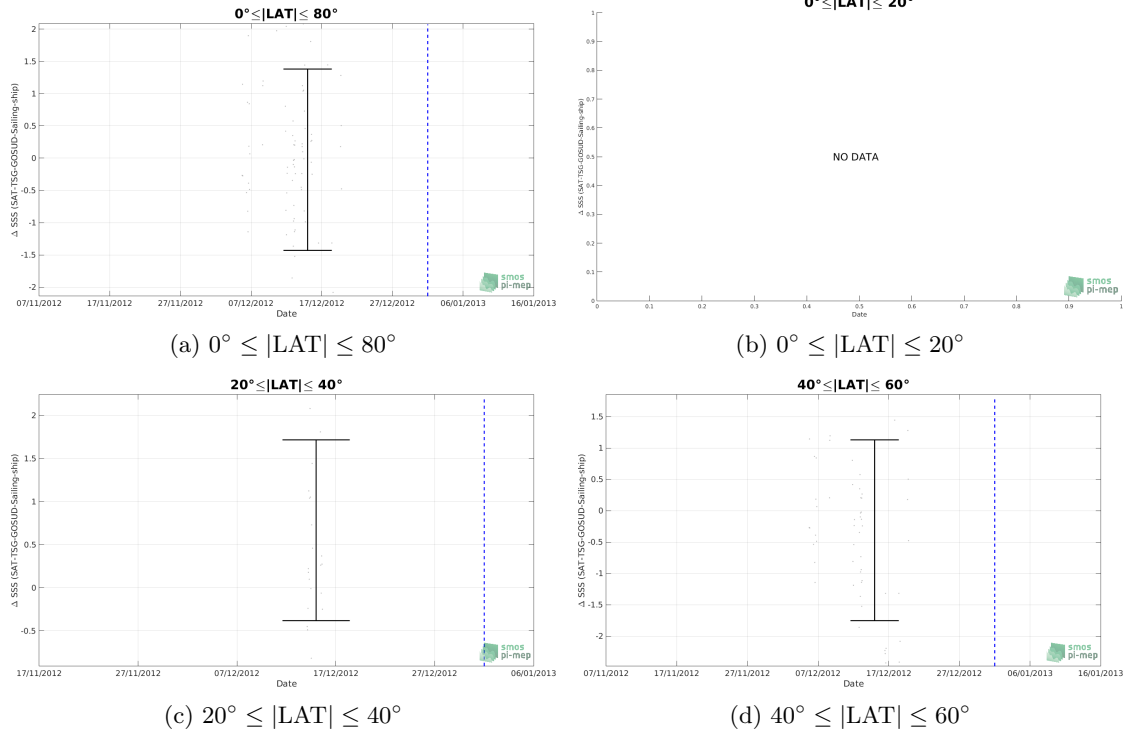 0°≤|LAT|≤ 80°
Δ SSS (SAT-TSG-GOSUD-Sailing-ship)
2
1.5
1
0.5
0
-0.5
-1
-1.5
-2
07/11/2012 17/11/2012 27/11/2012 07/12/2012 17/12/2012 27/12/2012 06/01/2013 16/01/2013
Date
smos
pi-mep
(a) 0° ≤ |LAT| ≤ 80°
0°≤|LAT|≤ 20°
Δ SSS (SAT-TSG-GOSUD-Sailing-ship)
1
0.9
0.8
0.7
0.6
0.5
0.4
0.3
0.2
0.1
0
NO DATA
0 0.1 0.2 0.3 0.4 0.5 0.6 0.7 0.8 0.9 1
Date
smos
pi-mep
(b) 0° ≤ |LAT| ≤ 20°
20°≤|LAT|≤ 40°
Δ SSS (SAT-TSG-GOSUD-Sailing-ship)
2
1.5
1
0.5
0
-0.5
17/11/2012 27/11/2012 07/12/2012 17/12/2012 27/12/2012 06/01/2013
Date
smos
pi-mep
(c) 20° ≤ |LAT| ≤ 40°
40°≤|LAT|≤ 60°
Δ SSS (SAT-TSG-GOSUD-Sailing-ship)
1.5
1
0.5
0
-0.5
-1
-1.5
-2
07/11/2012 17/11/2012 27/11/2012 07/12/2012 17/12/2012 27/12/2012 06/01/2013 16/01/2013
Date
smos
pi-mep
(d) 40° ≤ |LAT| ≤ 60°